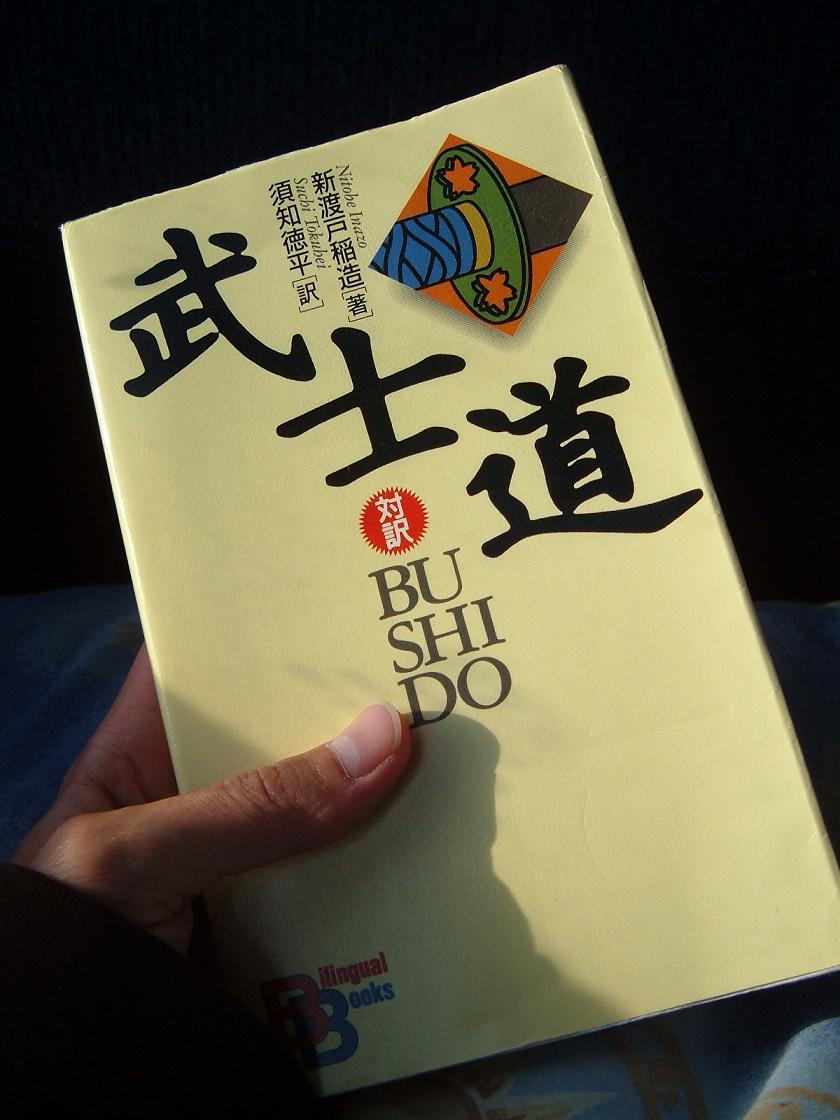 Nitobe Inazo
新渡戸稲造[著]
Suchi Tokuhei
須知徳平[訳]
武士道
対訳
BU
SHI
DO
Bilingual
Books